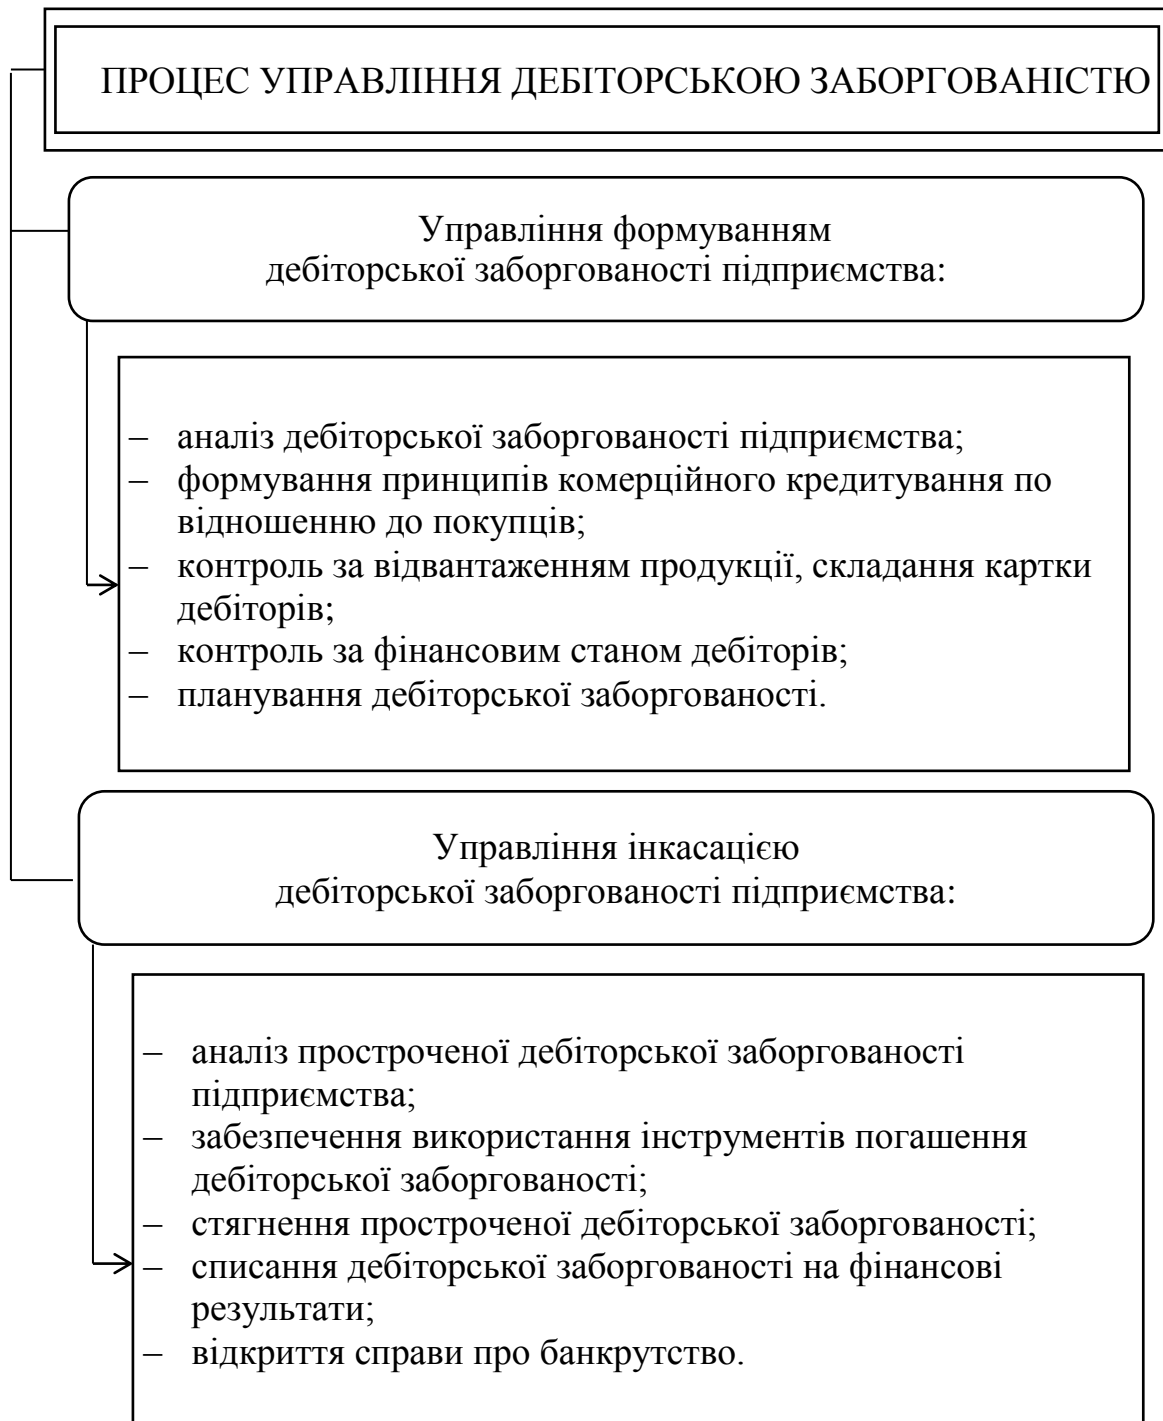 ПРОЦЕС УПРАВЛІННЯ ДЕБІТОРСЬКОЮ ЗАБОРГОВАНІСТЮ
Управління формуванням
дебіторської заборгованості підприємства:
– аналіз дебіторської заборгованості підприємства;
– формування принципів комерційного кредитування по
відношенню до покупців;
– контроль за відвантаженням продукції, складання картки
дебіторів;
– контроль за фінансовим станом дебіторів;
– планування дебіторської заборгованості.
Управління інкасацією
дебіторської заборгованості підприємства:
– аналіз простроченої дебіторської заборгованості
підприємства;
– забезпечення використання інструментів погашення
дебіторської заборгованості;
– стягнення простроченої дебіторської заборгованості;
– списання дебіторської заборгованості на фінансові
результати;
– відкриття справи про банкрутство.